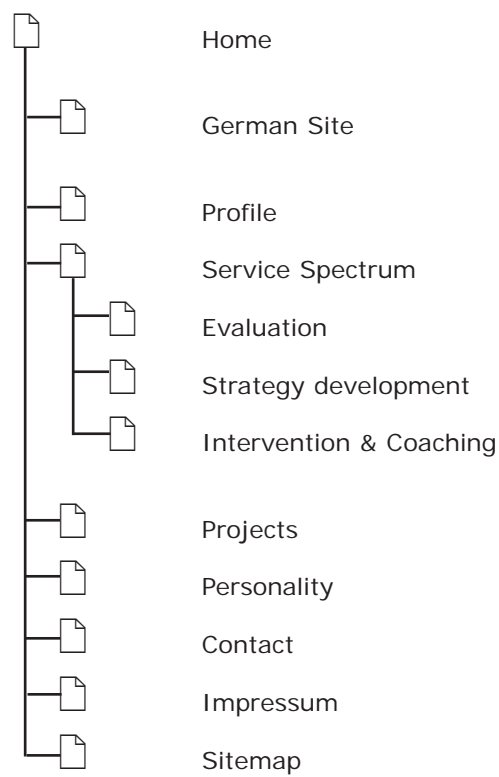 Home
German Site
Profile
Service Spectrum
Evaluation
Strategy development
Intervention & Coaching
Projects
Personality
Contact
Impressum
Sitemap